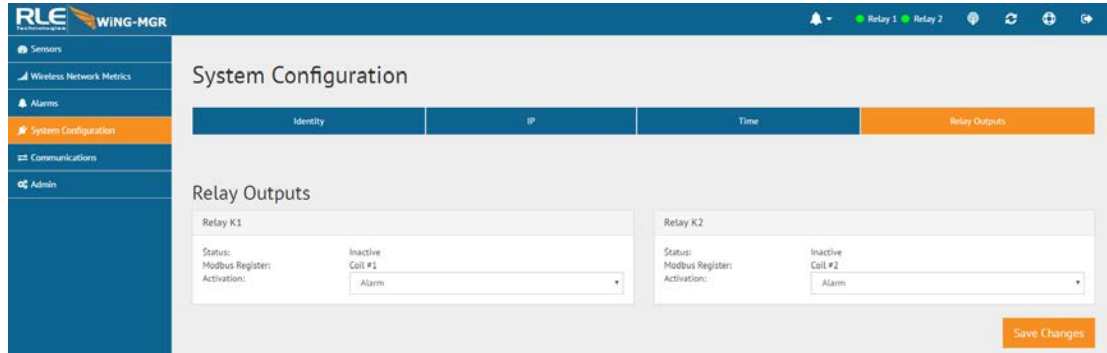 RLE WiNG-MGR
Technologies
Relay 1 Relay 2
Sensors
Wireless Network Metrics
Alarms
System Configuration
Communications
Admin
System Configuration
Identity IP Time Relay Outputs
Relay Outputs
Relay K1
Status: Inactive
Modbus Register: Coil #1
Activation: Alarm
Relay K2
Status: Inactive
Modbus Register: Coil #2
Activation: Alarm
Save Changes